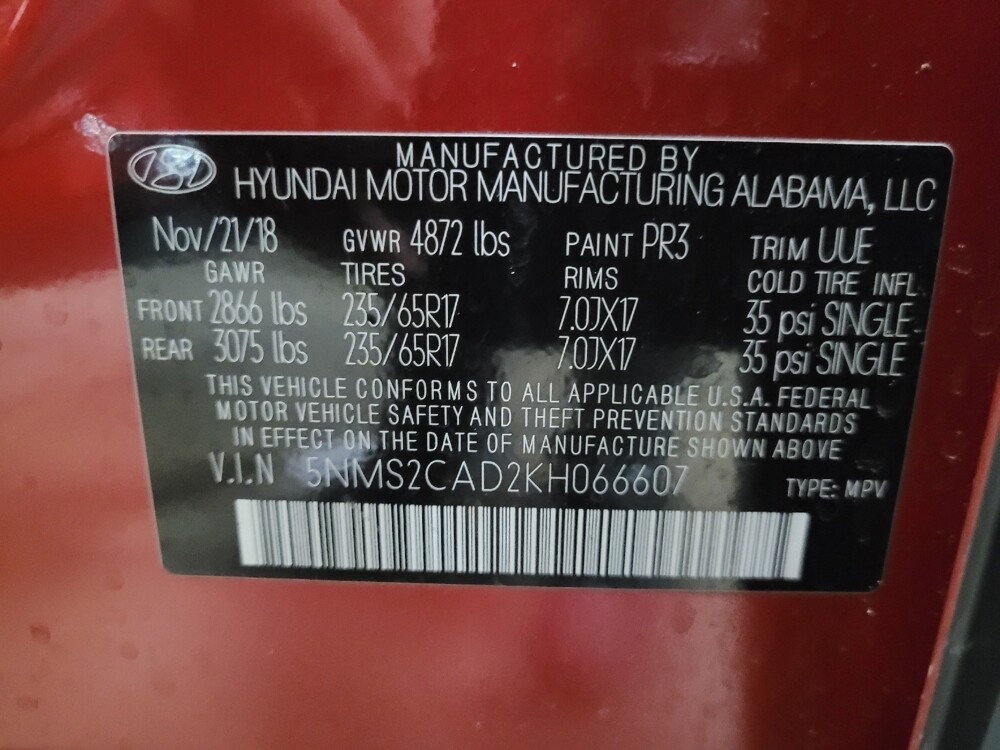 MANUFACTURED BY
HYUNDAI MOTOR MANUFACTURING ALABAMA, LLC
Nov/21/18 GVWR 4872 lbs PAINT PR3 TRIM UUE
GAWR TIRES RIMS COLD TIRE INFL.
FRONT 2866 lbs 235/65R17 7.0JX17 35 psi SINGLE
REAR 3075 lbs 235/65R17 7.0JX17 35 psi SINGLE
THIS VEHICLE CONFORMS TO ALL APPLICABLE U.S.A. FEDERAL
MOTOR VEHICLE SAFETY AND THEFT PREVENTION STANDARDS
IN EFFECT ON THE DATE OF MANUFACTURE SHOWN ABOVE
V.I.N 5NMS2CAD2KH066607 TYPE: MPV